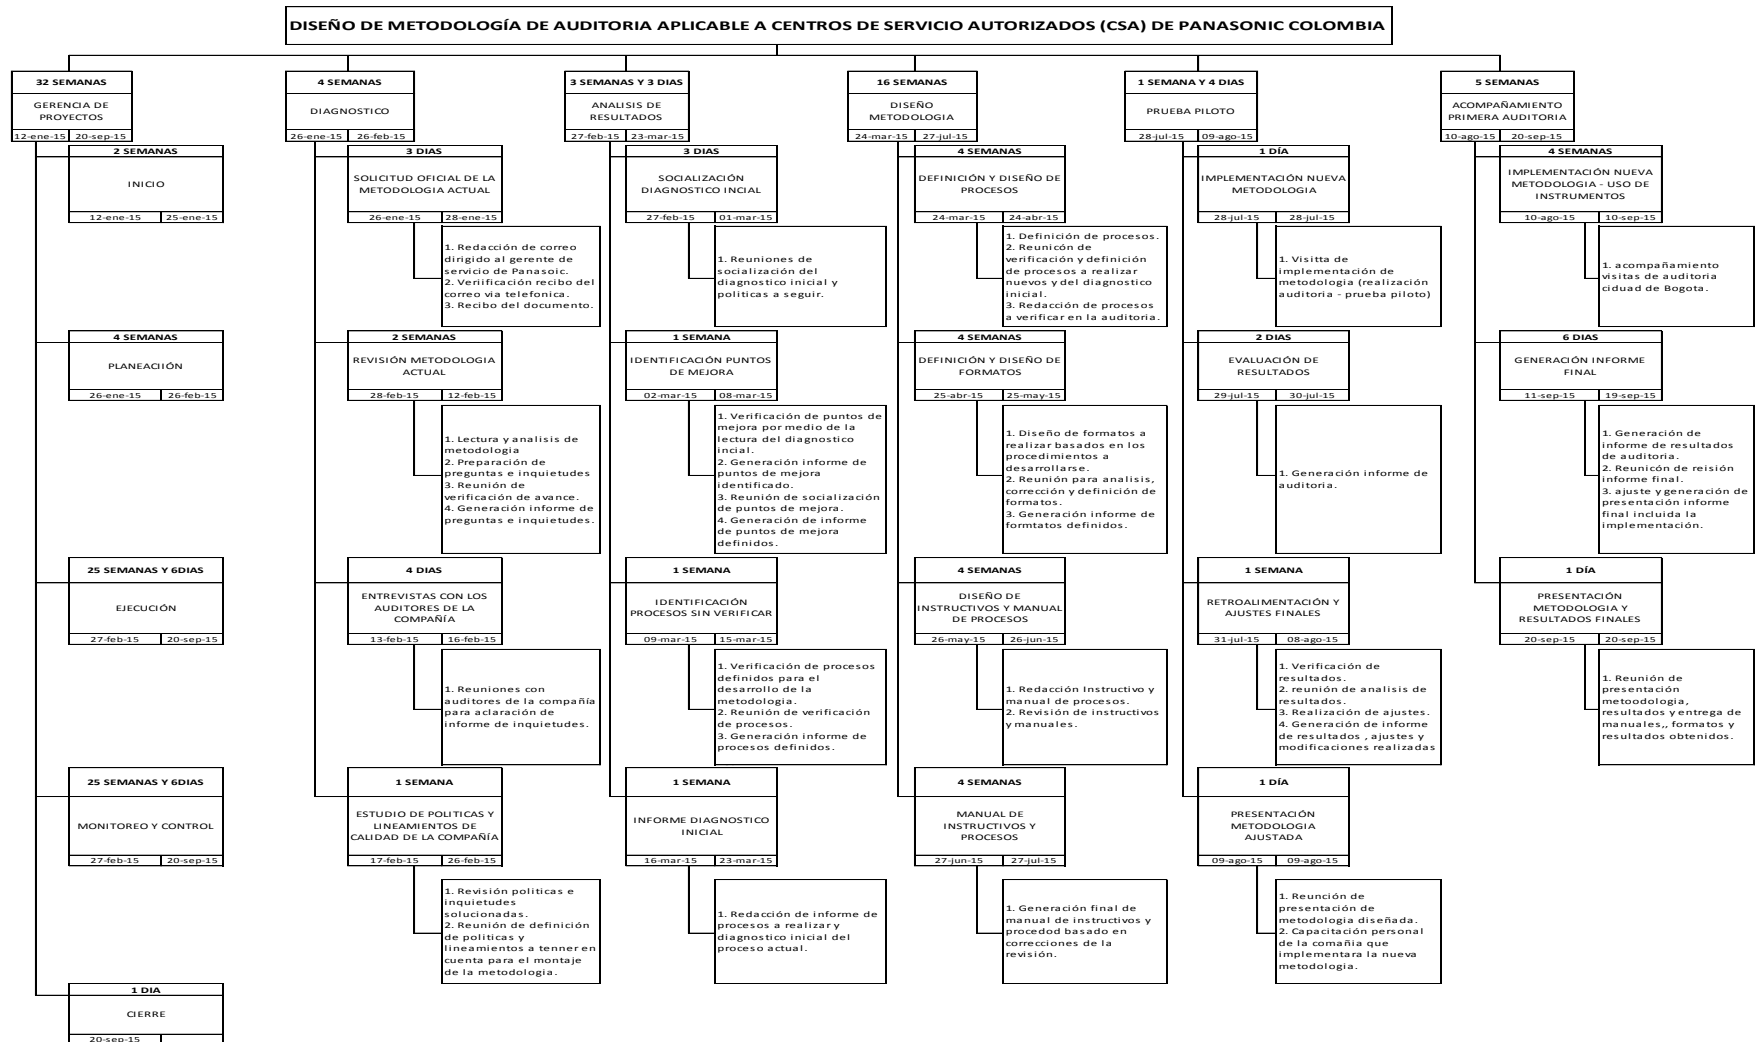 DISEÑO DE METODOLOGÍA DE AUDITORIA APLICABLE A CENTROS DE SERVICIO AUTORIZADOS (CSA) DE PANASONIC COLOMBIA
32 SEMANAS
GERENCIA DE
PROYECTOS
12-ene-15 20-sep-15
2 SEMANAS
INICIO
12-ene-15 25-ene-15
4 SEMANAS
PLANEACIIÓN
26-ene-15 26-feb-15
25 SEMANAS Y 6DIAS
EJECUCIÓN
27-feb-15 20-sep-15
25 SEMANAS Y 6DIAS
MONITOREO Y CONTROL
27-feb-15 20-sep-15
1 DIA
CIERRE
20-sep-15
4 SEMANAS
DIAGNOSTICO
26-ene-15 26-feb-15
3 DIAS
SOLICITUD OFICIAL DE LA
METODOLOGIA ACTUAL
26-ene-15 28-ene-15
1. Redacción de correo
dirigido al gerente de
servicio de Panasoic.
2. Veriificación recibo del
correo via telefonica.
3. Recibo del documento.
2 SEMANAS
REVISIÓN METODOLOGIA
ACTUAL
28-feb-15 12-feb-15
1. Lectura y analisis de
metodologia
2. Preparación de
preguntas e inquietudes
3. Reunión de
verificación de avance.
4. Generación informe de
preguntas e inquietudes.
4 DIAS
ENTREVISTAS CON LOS
AUDITORES DE LA
COMPAÑÍA
13-feb-15 16-feb-15
1. Reuniones con
auditores de la compañía
para aclaración de
informe de inquietudes.
1 SEMANA
ESTUDIO DE POLITICAS Y
LINEAMIENTOS DE
CALIDAD DE LA COMPAÑÍA
17-feb-15 26-feb-15
1. Revisión politicas e
inquietudes
solucionadas.
2. Reunión de definición
de politicas y
lineamientos a tenner en
cuenta para el montaje
de la metodologia.
3 SEMANAS Y 3 DIAS
ANALISIS DE
RESULTADOS
27-feb-15 23-mar-15
3 DIAS
SOCIALIZACIÓN
DIAGNOSTICO INCIAL
27-feb-15 01-mar-15
1. Reuniones de
socialización del
diagnostico inicial y
politicas a seguir.
1 SEMANA
IDENTIFICACIÓN PUNTOS
DE MEJORA
02-mar-15 08-mar-15
1. Verificación de puntos de
mejora por medio de la
lectura del diagnostico
incial.
2. Generación informe de
puntos de mejora
identificado.
3. Reunión de socialización
de puntos de mejora.
4. Generación de informe
de puntos de mejora
definidos.
1 SEMANA
IDENTIFICACIÓN
PROCESOS SIN VERIFICAR
09-mar-15 15-mar-15
1. Verificación de procesos
definidos para el
desarrollo de la
metodologia.
2. Reunión de verificación
de procesos.
3. Generación informe de
procesos definidos.
1 SEMANA
INFORME DIAGNOSTICO
INICIAL
16-mar-15 23-mar-15
1. Redacción de informe de
procesos a realizar y
diagnostico inicial del
proceso actual.
16 SEMANAS
DISEÑO
METODOLOGIA
24-mar-15 27-jul-15
4 SEMANAS
DEFINICIÓN Y DISEÑO DE
PROCESOS
24-mar-15 24-abr-15
1. Definición de procesos.
2. Reunicón de
verificación y definición
de procesos a realizar
nuevos y del diagnostico
inicial.
3. Redacción de procesos
a verificar en la auditoria.
4 SEMANAS
DEFINICIÓN Y DISEÑO DE
FORMATOS
25-abr-15 25-may-15
1. Diseño de formatos a
realizar basados en los
procedimientos a
desarrollarse.
2. Reunión para analisis,
corrección y definición de
formatos.
3. Generación informe de
formtatos definidos.
4 SEMANAS
DISEÑO DE
INSTRUCTIVOS Y MANUAL
DE PROCESOS
26-may-15 26-jun-15
1. Redacción Instructivo y
manual de procesos.
2. Revisión de instructivos
y manuales.
4 SEMANAS
MANUAL DE
INSTRUCTIVOS Y
PROCESOS
27-jun-15 27-jul-15
1. Generación final de
manual de instructivos y
procedod basado en
correcciones de la
revisión.
1 SEMANA Y 4 DIAS
PRUEBA PILOTO
28-jul-15 09-ago-15
1 DÍA
IMPLEMENTACIÓN NUEVA
METODOLOGIA
28-jul-15 28-jul-15
1. Visitta de
implementación de
metodologia (realización
auditoria - prueba piloto)
2 DIAS
EVALUACIÓN DE
RESULTADOS
29-jul-15 30-jul-15
1. Generación informe de
auditoria.
1 SEMANA
RETROALIMENTACIÓN Y
AJUSTES FINALES
31-jul-15 08-ago-15
1. Verificación de
resultados.
2. reunión de analisis de
resultados.
3. Realización de ajustes.
4. Generación de informe
de resultados , ajustes y
modificaciones realizadas
1 DÍA
PRESENTACIÓN
METODOLOGIA
AJUSTADA
09-ago-15 09-ago-15
1. Reunción de
presentación de
metodologia diseñada.
2. Capacitación personal
de la comañia que
implementara la nueva
metodologia.
5 SEMANAS
ACOMPAÑAMIENTO
PRIMERA AUDITORIA
10-ago-15 20-sep-15
4 SEMANAS
IMPLEMENTACIÓN NUEVA
METODOLOGIA - USO DE
INSTRUMENTOS
10-ago-15 10-sep-15
1. acompañamiento
visitas de auditoria
ciduad de Bogota.
6 DIAS
GENERACIÓN INFORME
FINAL
11-sep-15 19-sep-15
1. Generación de
informe de resultados
de auditoria.
2. Reunicón de reisión
informe final.
3. ajuste y generación de
presentación informe
final incluida la
implementación.
1 DÍA
PRESENTACIÓN
METODOLOGIA Y
RESULTADOS FINALES
20-sep-15 20-sep-15
1. Reunión de
presentación
metoodologia,
resultados y entrega de
manuales,, formatos y
resultados obtenidos.